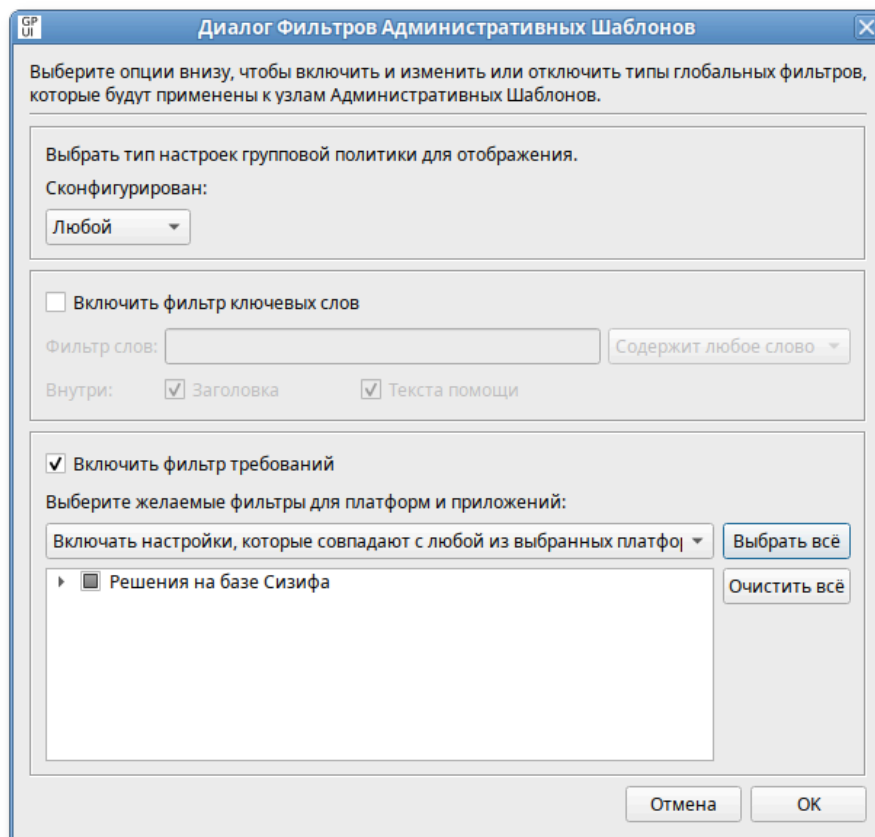 GP
UI
Диалог Фильтров Административных Шаблонов
Выберите опции внизу, чтобы включить и изменить или отключить типы глобальных фильтров,
которые будут применены к узлам Административных Шаблонов.
Выбрать тип настроек групповой политики для отображения.
Сконфигурирован:
Любой
Включить фильтр ключевых слов
Фильтр слов:
Содержит любое слово
Внутри:
Заголовка
Текста помощи
Включить фильтр требований
Выберите желаемые фильтры для платформ и приложений:
Включать настройки, которые совпадают с любой из выбранных платфор
Выбрать всё
Решения на базе Сизифа
Очистить всё
Отмена
OK